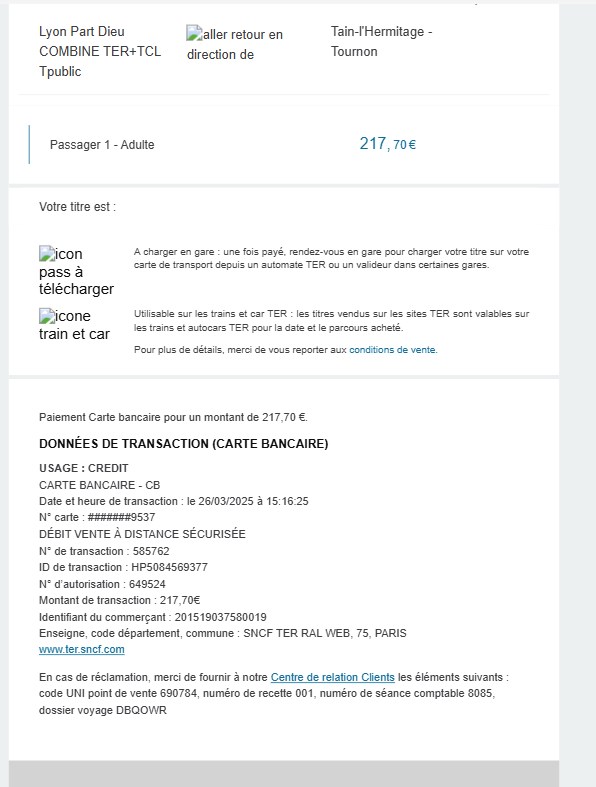 Lyon Part Dieu
COMBINE TER+TCL
Tpublic
aller retour en
direction de
Tain-l'Hermitage -
Tournon
Passager 1 - Adulte
217, 70 €
Votre titre est :
icon
pass à
télécharger
A charger en gare : une fois payé, rendez-vous en gare pour charger votre titre sur votre
carte de transport depuis un automate TER ou un valideur dans certaines gares.
icone
train et car
Utilisable sur les trains et car TER : les titres vendus sur les sites TER sont valables sur
les trains et autocars TER pour la date et le parcours acheté.
Pour plus de détails, merci de vous reporter aux conditions de vente.
Paiement Carte bancaire pour un montant de 217,70 €.
DONNÉES DE TRANSACTION (CARTE BANCAIRE)
USAGE : CREDIT
CARTE BANCAIRE - CB
Date et heure de transaction : le 26/03/2025 à 15:16:25
N° carte : #######9537
DÉBIT VENTE À DISTANCE SÉCURISÉE
N° de transaction : 585762
ID de transaction : HP5084569377
N° d'autorisation : 649524
Montant de transaction : 217,70€
Identifiant du commerçant : 201519037580019
Enseigne, code département, commune : SNCF TER RAL WEB, 75, PARIS
www.ter.sncf.com
En cas de réclamation, merci de fournir à notre Centre de relation Clients les éléments suivants :
code UNI point de vente 690784, numéro de recette 001, numéro de séance comptable 8085,
dossier voyage DBQOWR